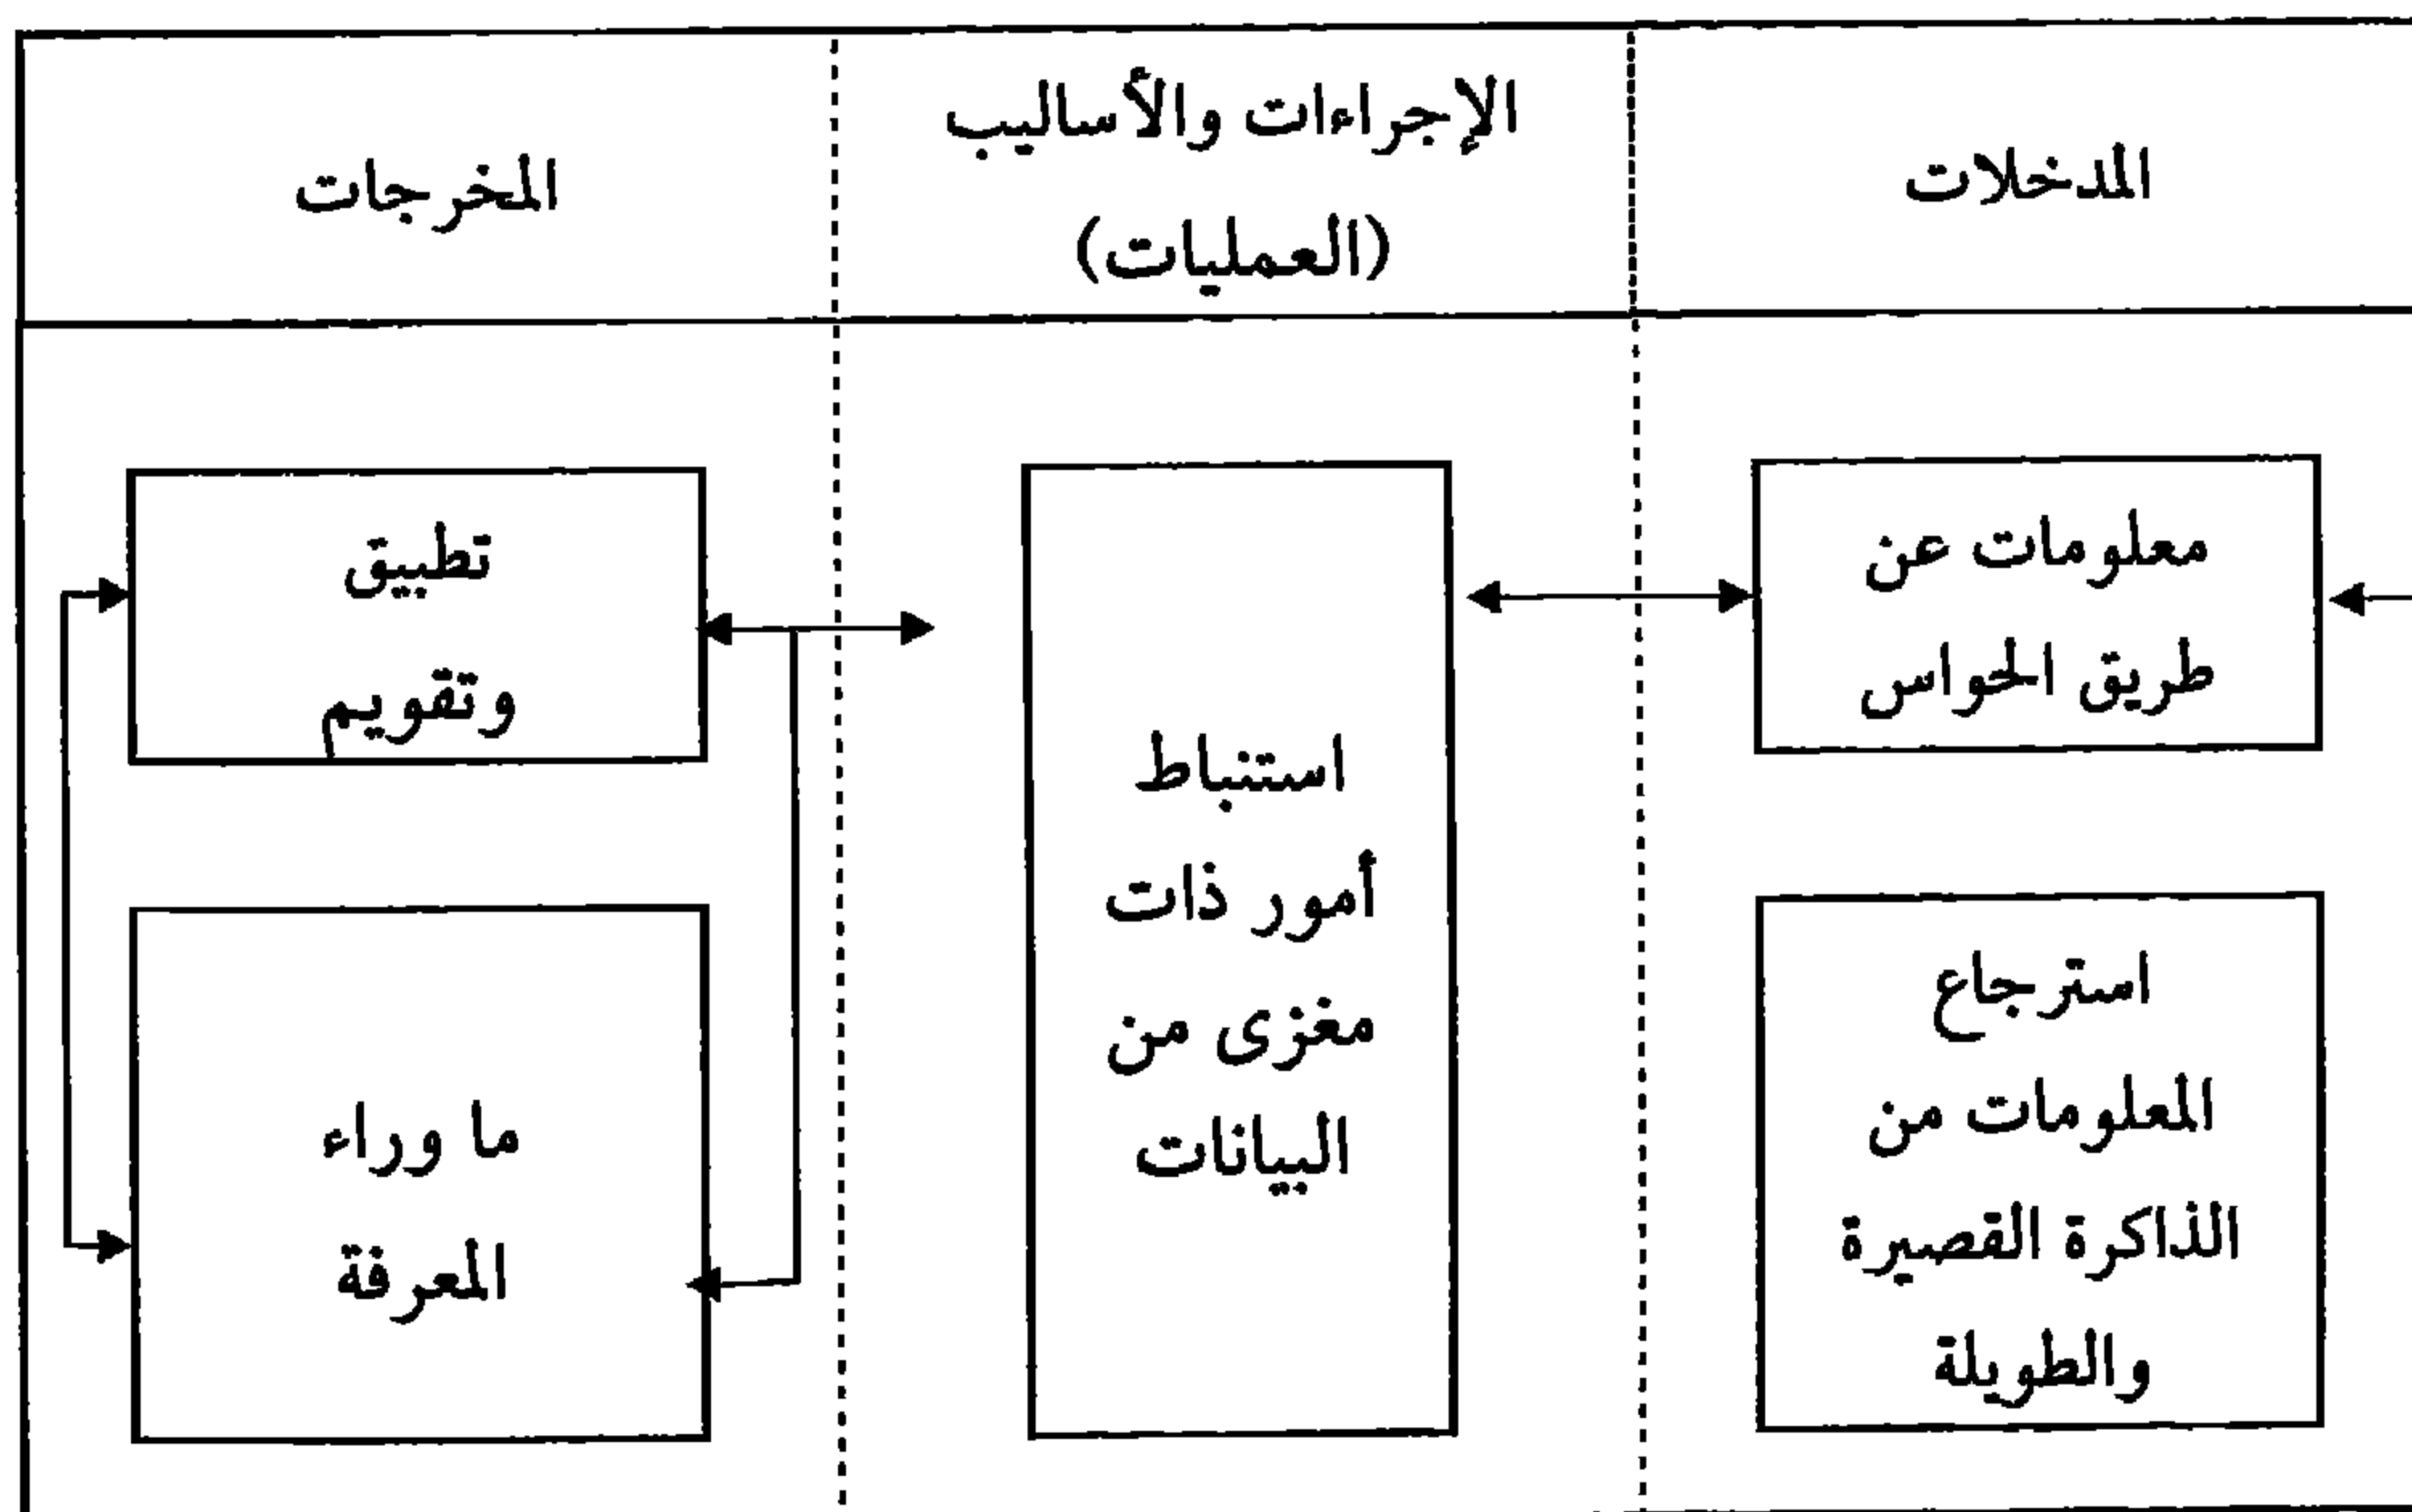 المدخلات
الإجراءات والأساليب
(العمليات)
المخرجات
معلومات عن
طريق الحواس
استرجاع
المعلومات من
الذاكرة القصيرة
والطويلة
استنباط
أمور ذات
مغزى من
البيانات
تطبيق
وتقويم
ما وراء
المعرفة